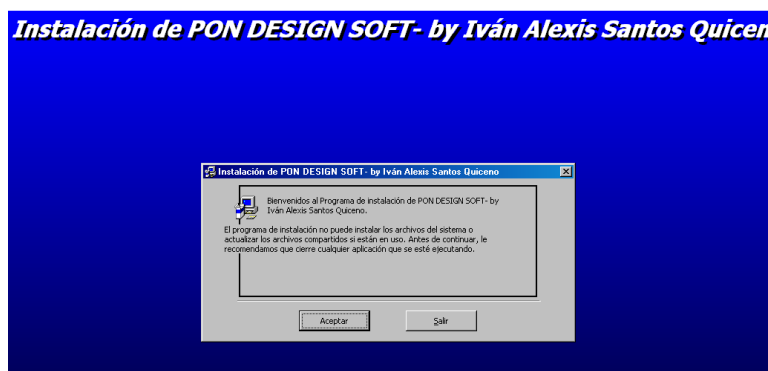 Instalación de PON DESIGN SOFT- by Iván Alexis Santos Quicen
Instalación de PON DESIGN SOFT- by Iván Alexis Santos Quiceno
Bienvenidos al Programa de instalación de PON DESIGN SOFT- by
Iván Alexis Santos Quiceno.
El programa de instalación no puede instalar los archivos del sistema o
actualizar los archivos compartidos si están en uso. Antes de continuar, le
recomendamos que cierre cualquier aplicación que se esté ejecutando.
Aceptar
Salir